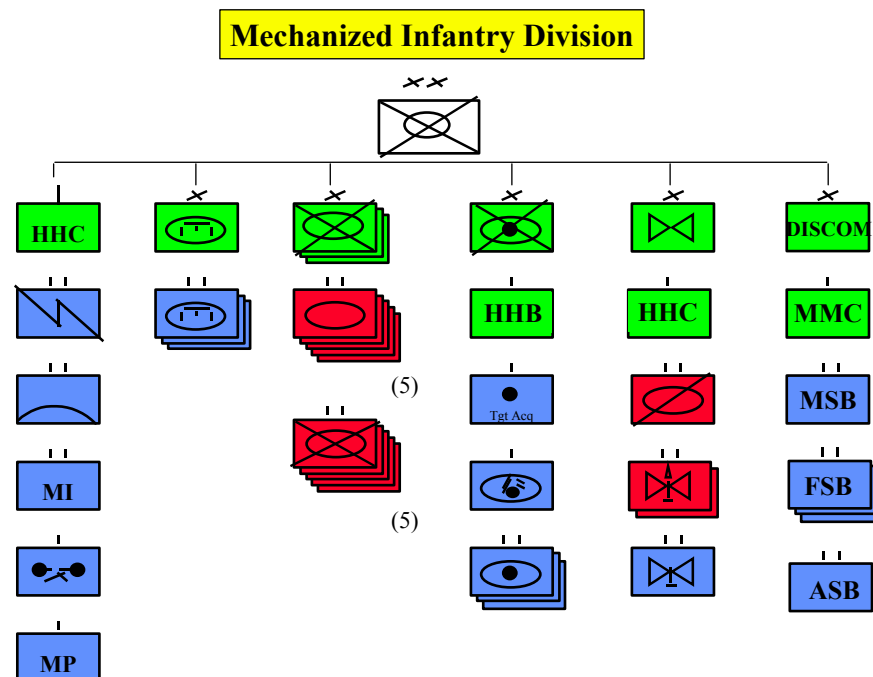 Mechanized Infantry Division
HHC
DISCOM
HHB
HHC
MMC
(5)
Tgt Acq
MSB
MI
(5)
FSB
ASB
MP